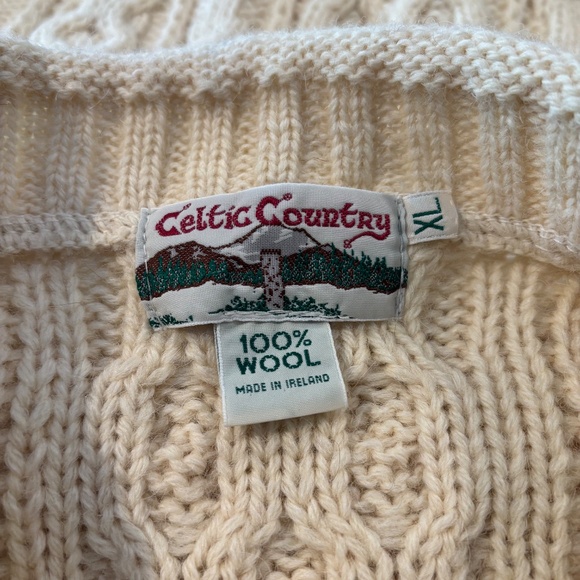 Celtic Country
XL
100%
WOOL
MADE IN IRELAND